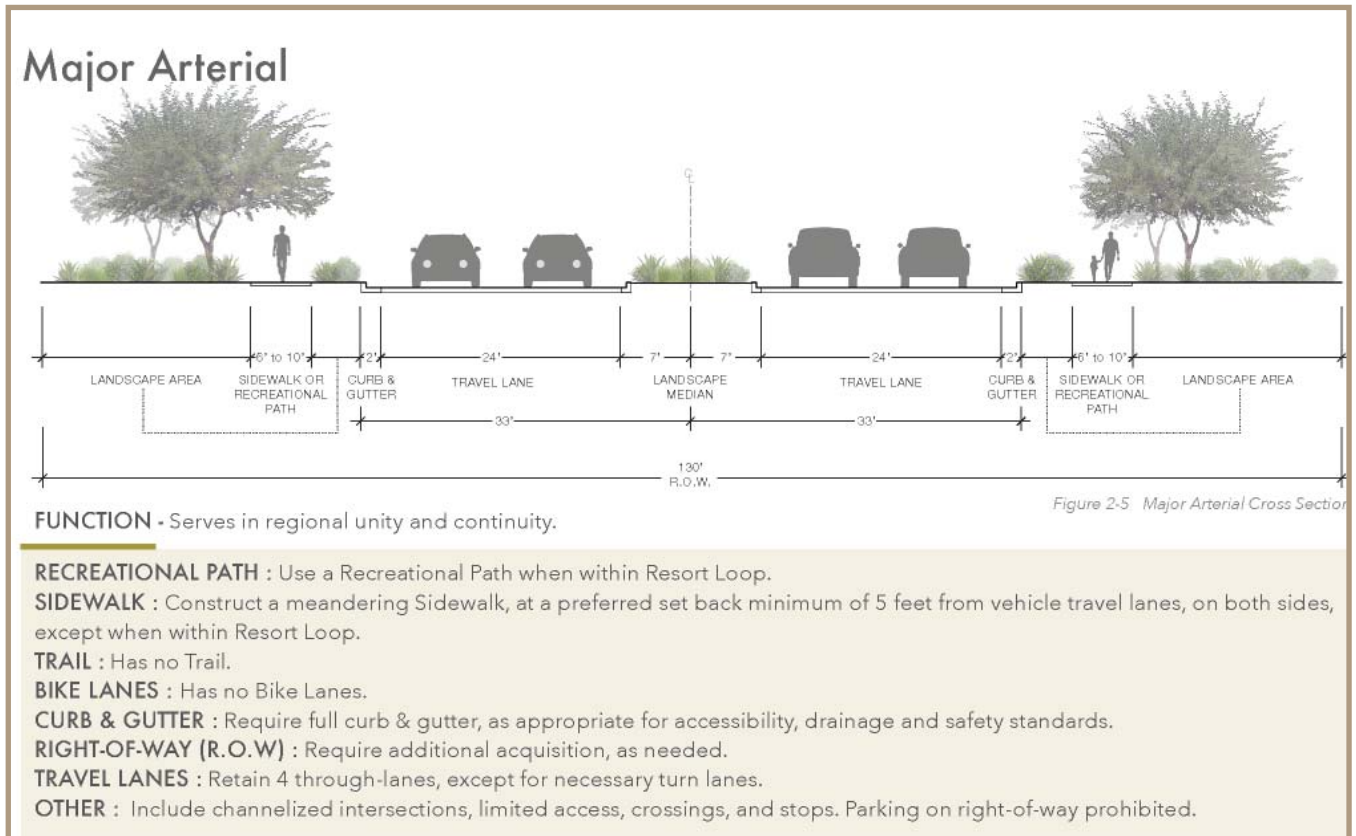 Major Arterial
℄
6' to 10' 2' 24' 7' 7' 24' 2' 6' to 10'
LANDSCAPE AREA SIDEWALK OR RECREATIONAL PATH CURB & GUTTER TRAVEL LANE LANDSCAPE MEDIAN TRAVEL LANE CURB & GUTTER SIDEWALK OR RECREATIONAL PATH LANDSCAPE AREA
33' 33'
130'
R.O.W.
Figure 2-5 Major Arterial Cross Section
FUNCTION - Serves in regional unity and continuity.
RECREATIONAL PATH : Use a Recreational Path when within Resort Loop.
SIDEWALK : Construct a meandering Sidewalk, at a preferred set back minimum of 5 feet from vehicle travel lanes, on both sides,
except when within Resort Loop.
TRAIL : Has no Trail.
BIKE LANES : Has no Bike Lanes.
CURB & GUTTER : Require full curb & gutter, as appropriate for accessibility, drainage and safety standards.
RIGHT-OF-WAY (R.O.W) : Require additional acquisition, as needed.
TRAVEL LANES : Retain 4 through-lanes, except for necessary turn lanes.
OTHER : Include channelized intersections, limited access, crossings, and stops. Parking on right-of-way prohibited.